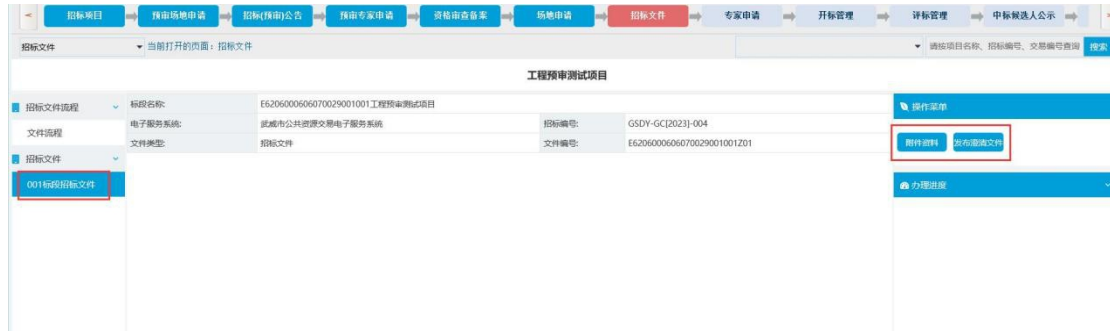 招标项目 预审场地申请 招标(预审)公告 预审专家申请 资格审查备案 场地申请 招标文件 专家申请 开标管理 评标管理 中标候选人公示
招标文件 当前打开的页面：招标文件 请按项目名称、招标编号、交易编号查询 搜索
工程预审测试项目
招标文件流程 标段名称: E6206000606070029001001工程预审测试项目 操作菜单
文件流程 电子服务系统: 武威市公共资源交易电子服务系统 招标编号: GSDY-GC[2023]-004
文件类型: 招标文件 文件编号: E6206000606070029001001Z01 附件资料 发布澄清文件
招标文件
001标段招标文件 办理进度